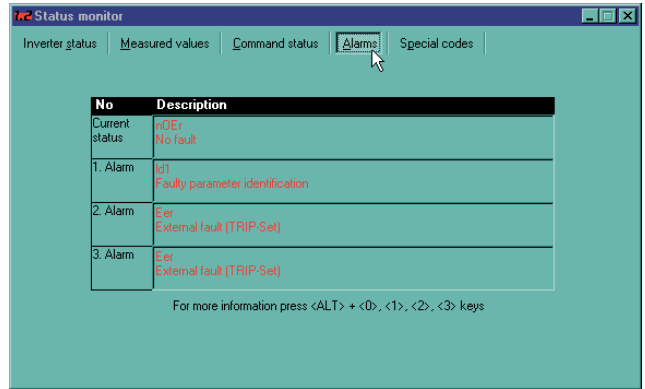 Status monitor
Inverter status Measured values Command status Alarms Special codes
No Description
Current status nOEr
No fault
1. Alarm Id1
Faulty parameter identification
2. Alarm Eer
External fault (TRIP-Set)
3. Alarm Eer
External fault (TRIP-Set)
For more information press <ALT> + <0>, <1>, <2>, <3> keys